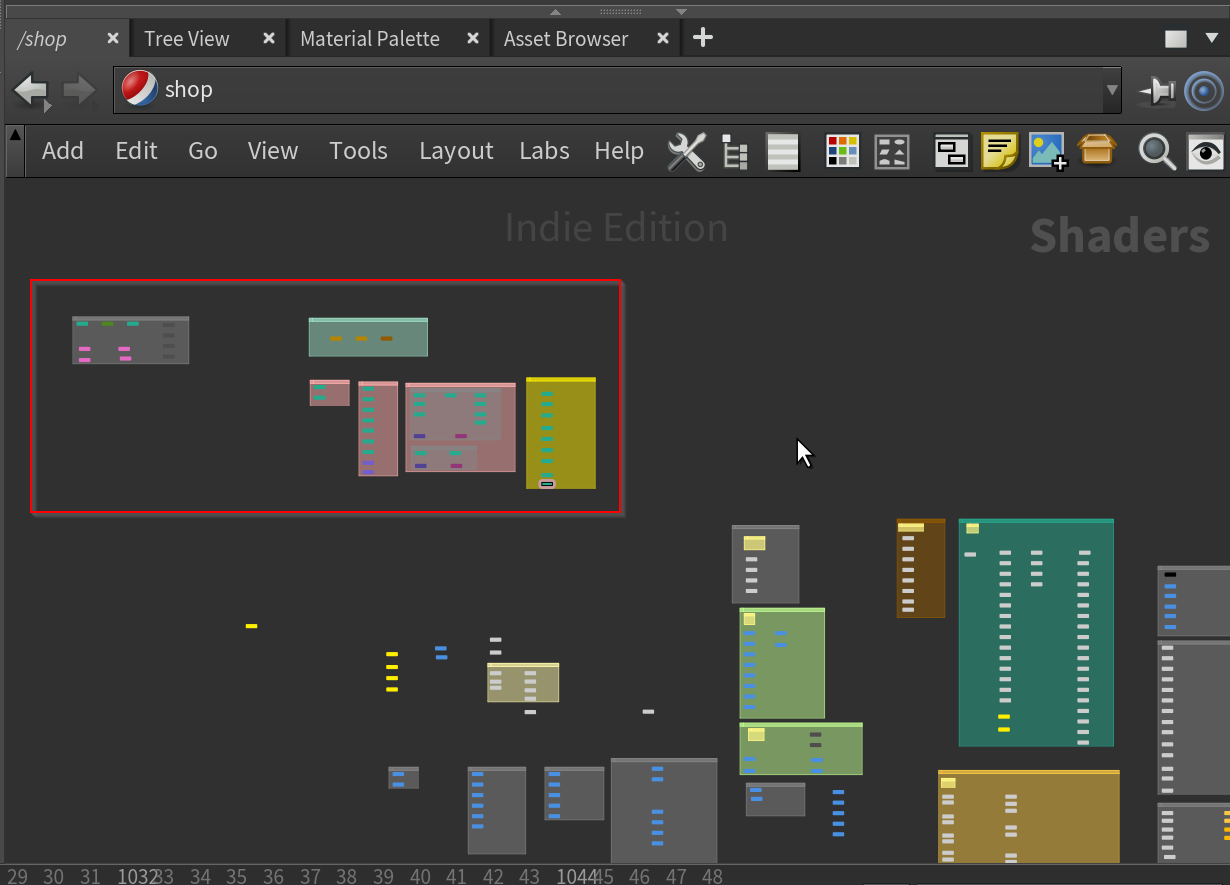 /shop Tree View Material Palette Asset Browser
shop
Add Edit Go View Tools Layout Labs Help
Indie Edition
Shaders
29 30 31 1032 33 34 35 36 37 38 39 40 41 42 43 1044 45 46 47 48